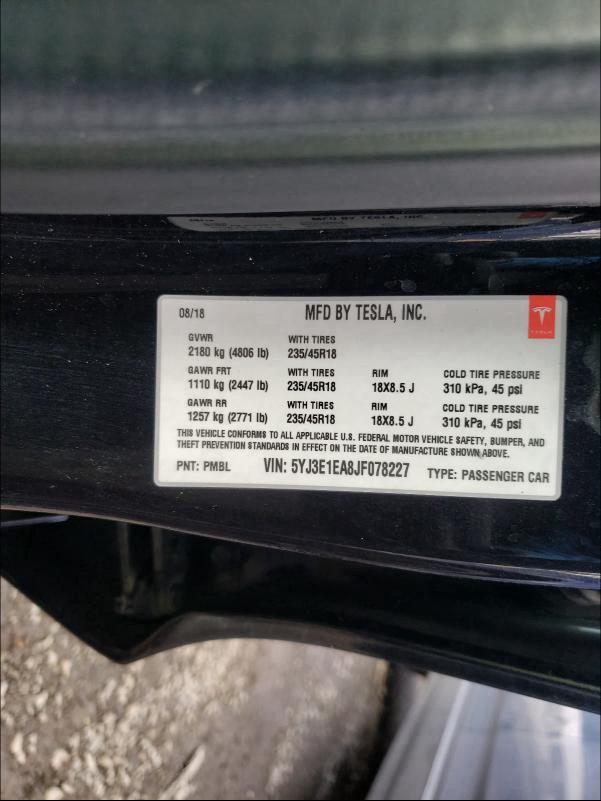 MFD BY TESLA, INC.
08/18 MFD BY TESLA, INC.
TESLA
GVWR WITH TIRES
2180 kg (4806 lb) 235/45R18
GAWR FRT WITH TIRES RIM COLD TIRE PRESSURE
1110 kg (2447 lb) 235/45R18 18X8.5 J 310 kPa, 45 psi
GAWR RR WITH TIRES RIM COLD TIRE PRESSURE
1257 kg (2771 lb) 235/45R18 18X8.5 J 310 kPa, 45 psi
THIS VEHICLE CONFORMS TO ALL APPLICABLE U.S. FEDERAL MOTOR VEHICLE SAFETY, BUMPER, AND
THEFT PREVENTION STANDARDS IN EFFECT ON THE DATE OF MANUFACTURE SHOWN ABOVE.
PNT: PMBL VIN: 5YJ3E1EA8JF078227 TYPE: PASSENGER CAR